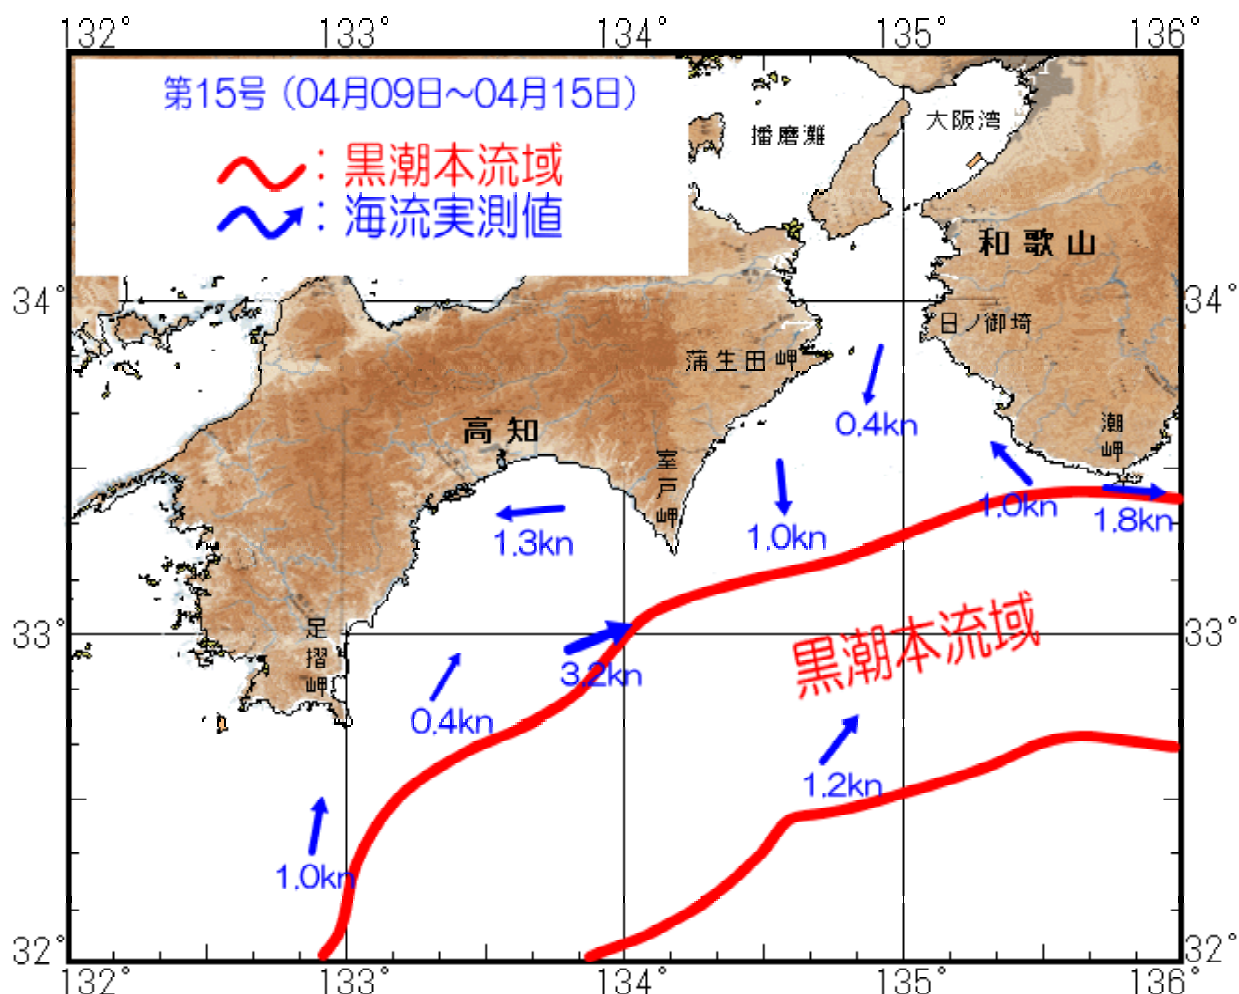 132° 133° 134° 135° 136°
第15号（04月09日～04月15日）
：黒潮本流域
：海流実測値
播磨灘
大阪湾
和歌山
34° 34°
日ノ御埼
蒲生田岬
0.4kn
高知
潮岬
室戸岬
1.0kn
1.8kn
1.3kn
1.0kn
33° 33°
足摺岬
黒潮本流域
3.2kn
0.4kn
1.2kn
1.0kn
32° 32°
132° 133° 134° 135° 136°